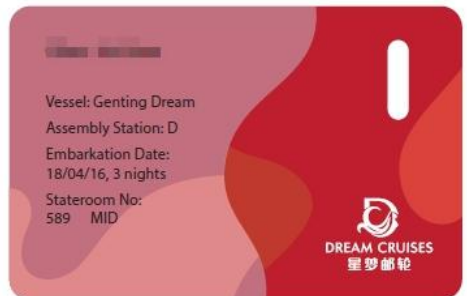 Vessel: Genting Dream
Assembly Station: D
Embarkation Date:
18/04/16, 3 nights
Stateroom No:
589 MID
DREAM CRUISES
星梦邮轮